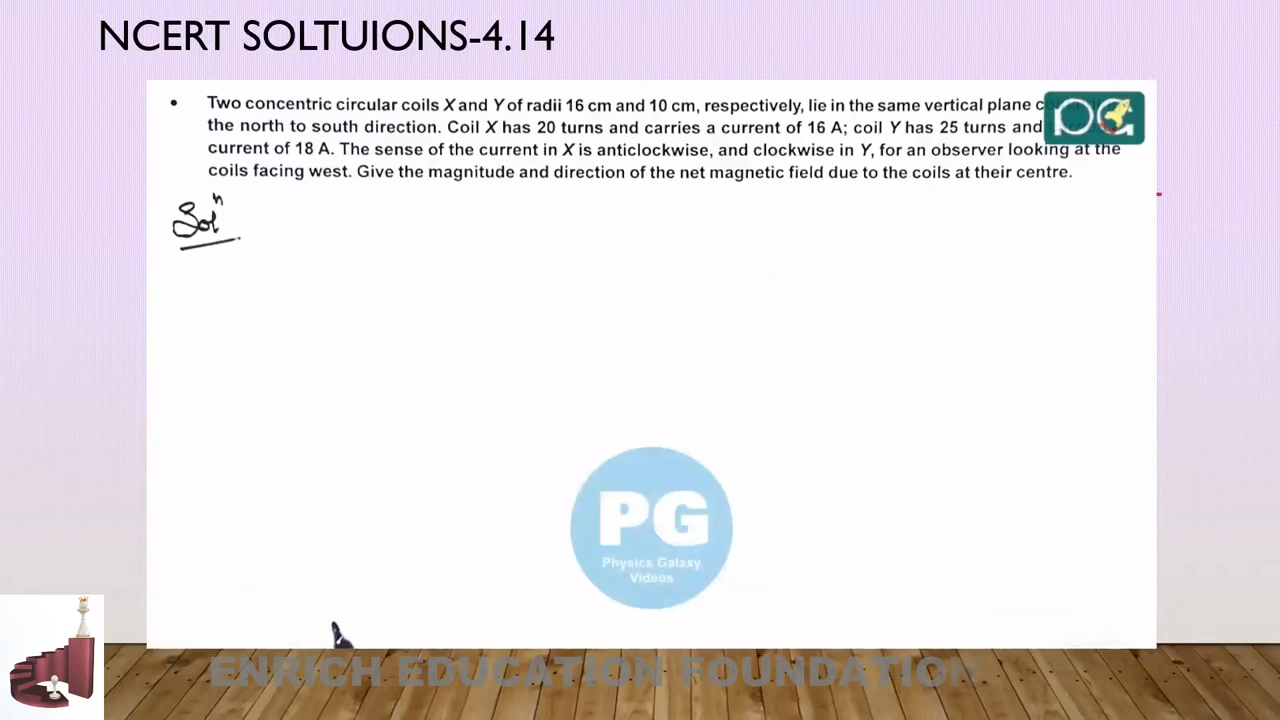 NCERT SOLTUIONS-4.14
• Two concentric circular coils X and Y of radii 16 cm and 10 cm, respectively, lie in the same vertical plane
the north to south direction. Coil X has 20 turns and carries a current of 16 A; coil Y has 25 turns and
current of 18 A. The sense of the current in X is anticlockwise, and clockwise in Y, for an observer looking at the
coils facing west. Give the magnitude and direction of the net magnetic field due to the coils at their centre.
Solⁿ
PG
PG
Physics Galaxy
Videos
ENRICH EDUCATION FOUNDATION